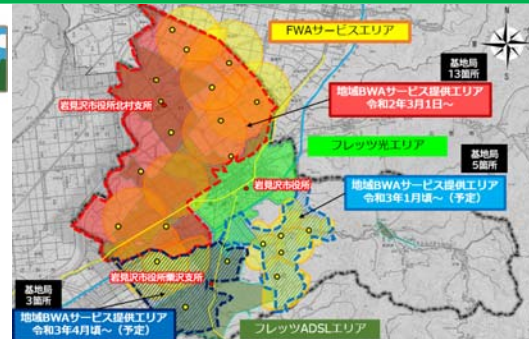 FWAサービスエリア
N
基地局
13箇所
地域BWAサービス提供エリア
令和2年3月1日～
岩見沢市役所北村支所
フレッツ光エリア
基地局
5箇所
岩見沢市役所
地域BWAサービス提供エリア
令和3年1月頃～（予定）
岩見沢市役所栗沢支所
基地局
3箇所
地域BWAサービス提供エリア
令和3年4月頃～（予定）
フレッツADSLエリア